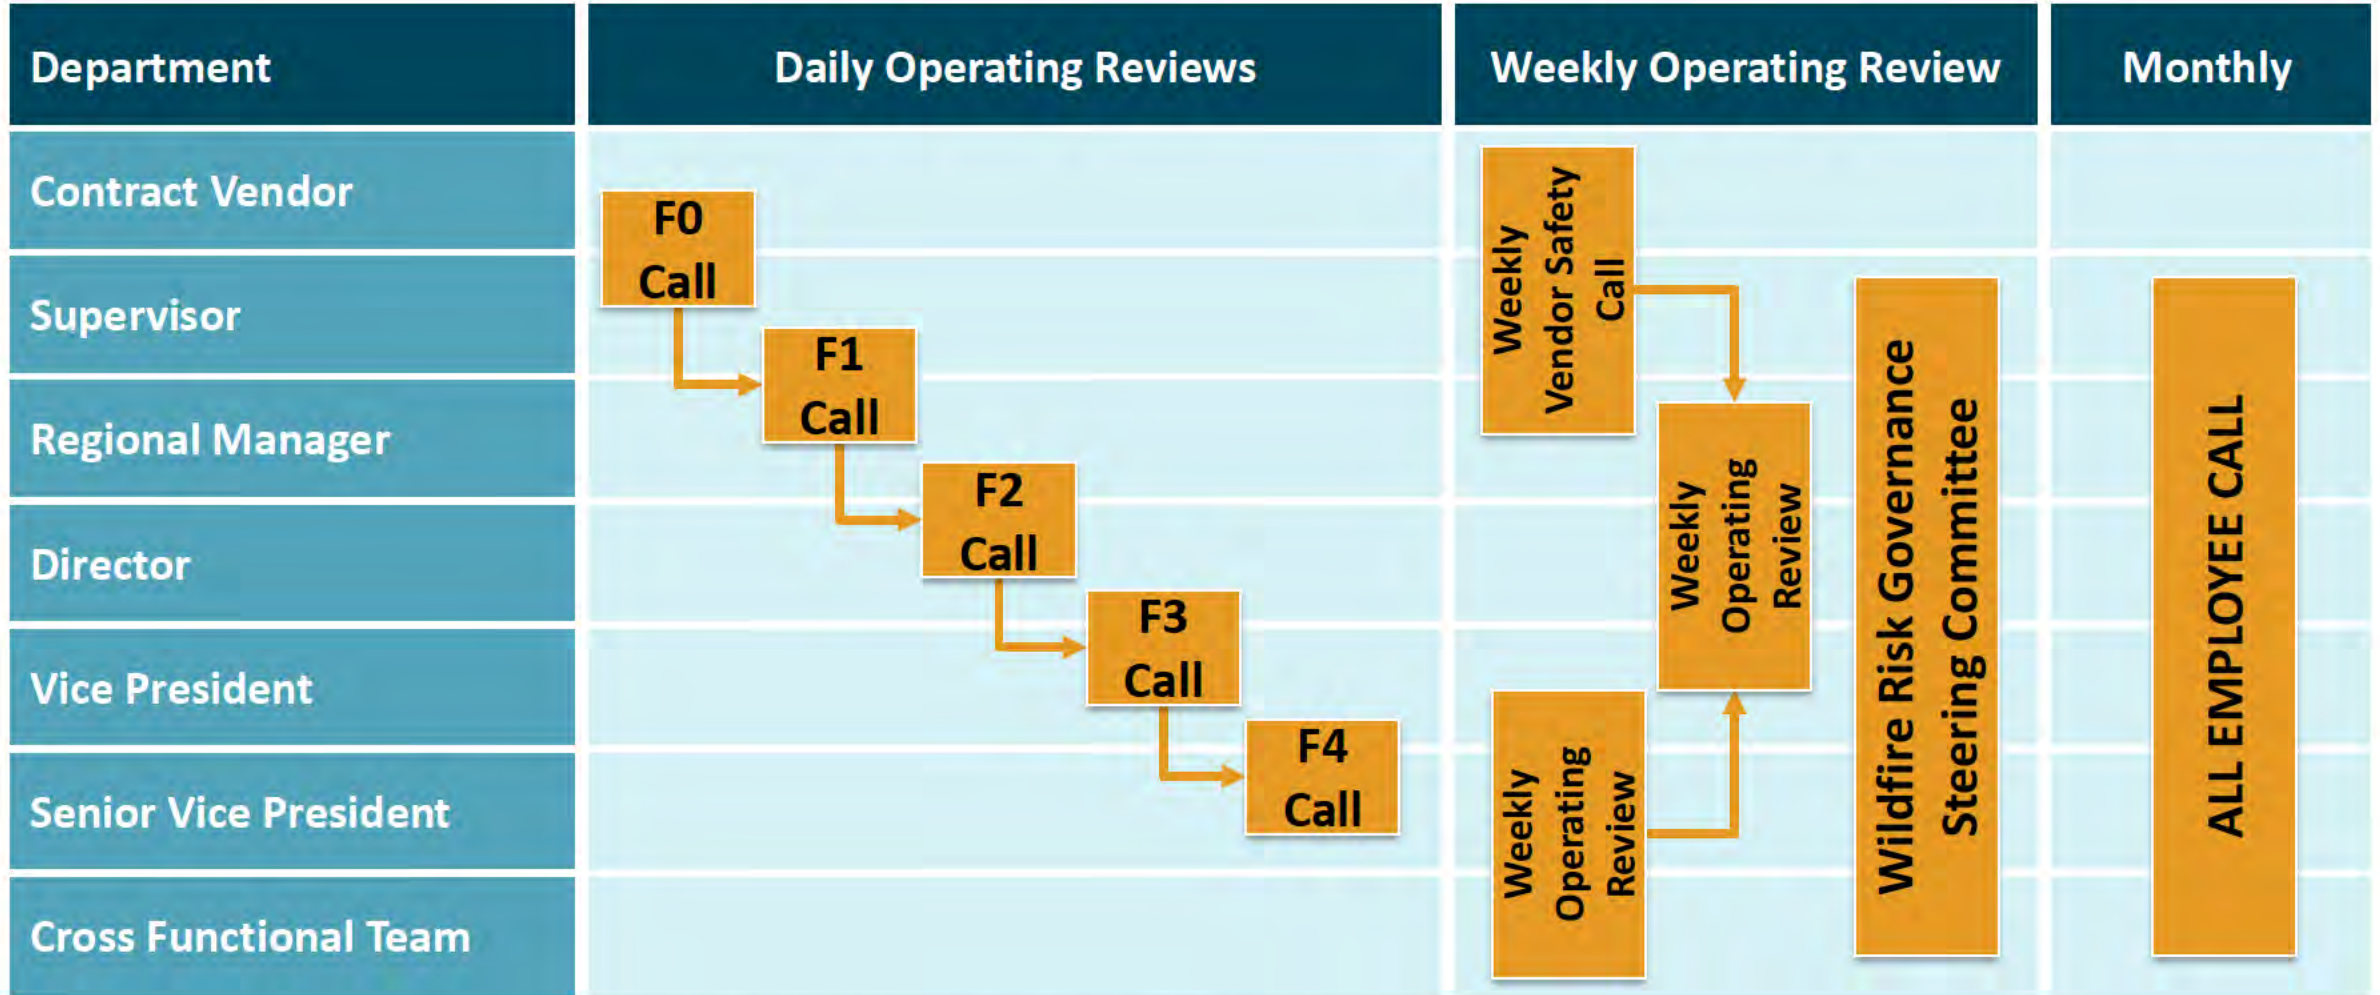 Department
Daily Operating Reviews
Weekly Operating Review
Monthly
Contract Vendor
Supervisor
Regional Manager
Director
Vice President
Senior Vice President
Cross Functional Team
F0
Call
F1
Call
F2
Call
F3
Call
F4
Call
Weekly
Vendor Safety
Call
Weekly
Operating
Review
Weekly
Operating
Review
Wildfire Risk Governance
Steering Committee
ALL EMPLOYEE CALL